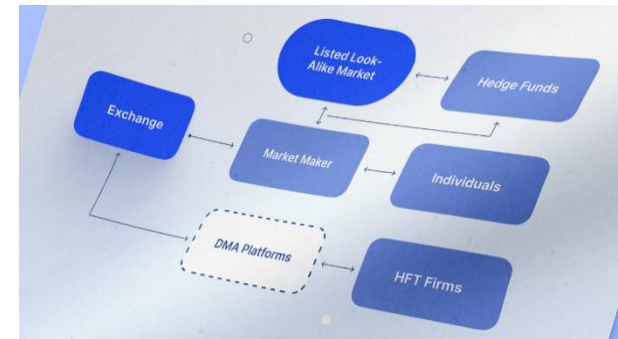 Listed Look-
Alike Market
Hedge Funds
Exchange
Market Maker
Individuals
DMA Platforms
HFT Firms